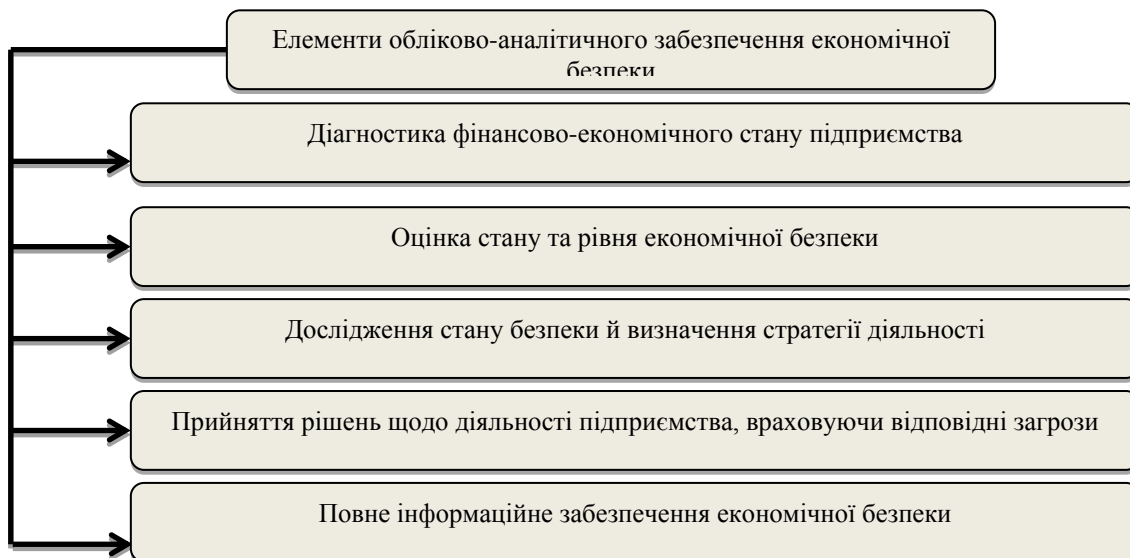 Елементи обліково-аналітичного забезпечення економічної
безпеки
Діагностика фінансово-економічного стану підприємства
Оцінка стану та рівня економічної безпеки
Дослідження стану безпеки й визначення стратегії діяльності
Прийняття рішень щодо діяльності підприємства, враховуючи відповідні загрози
Повне інформаційне забезпечення економічної безпеки